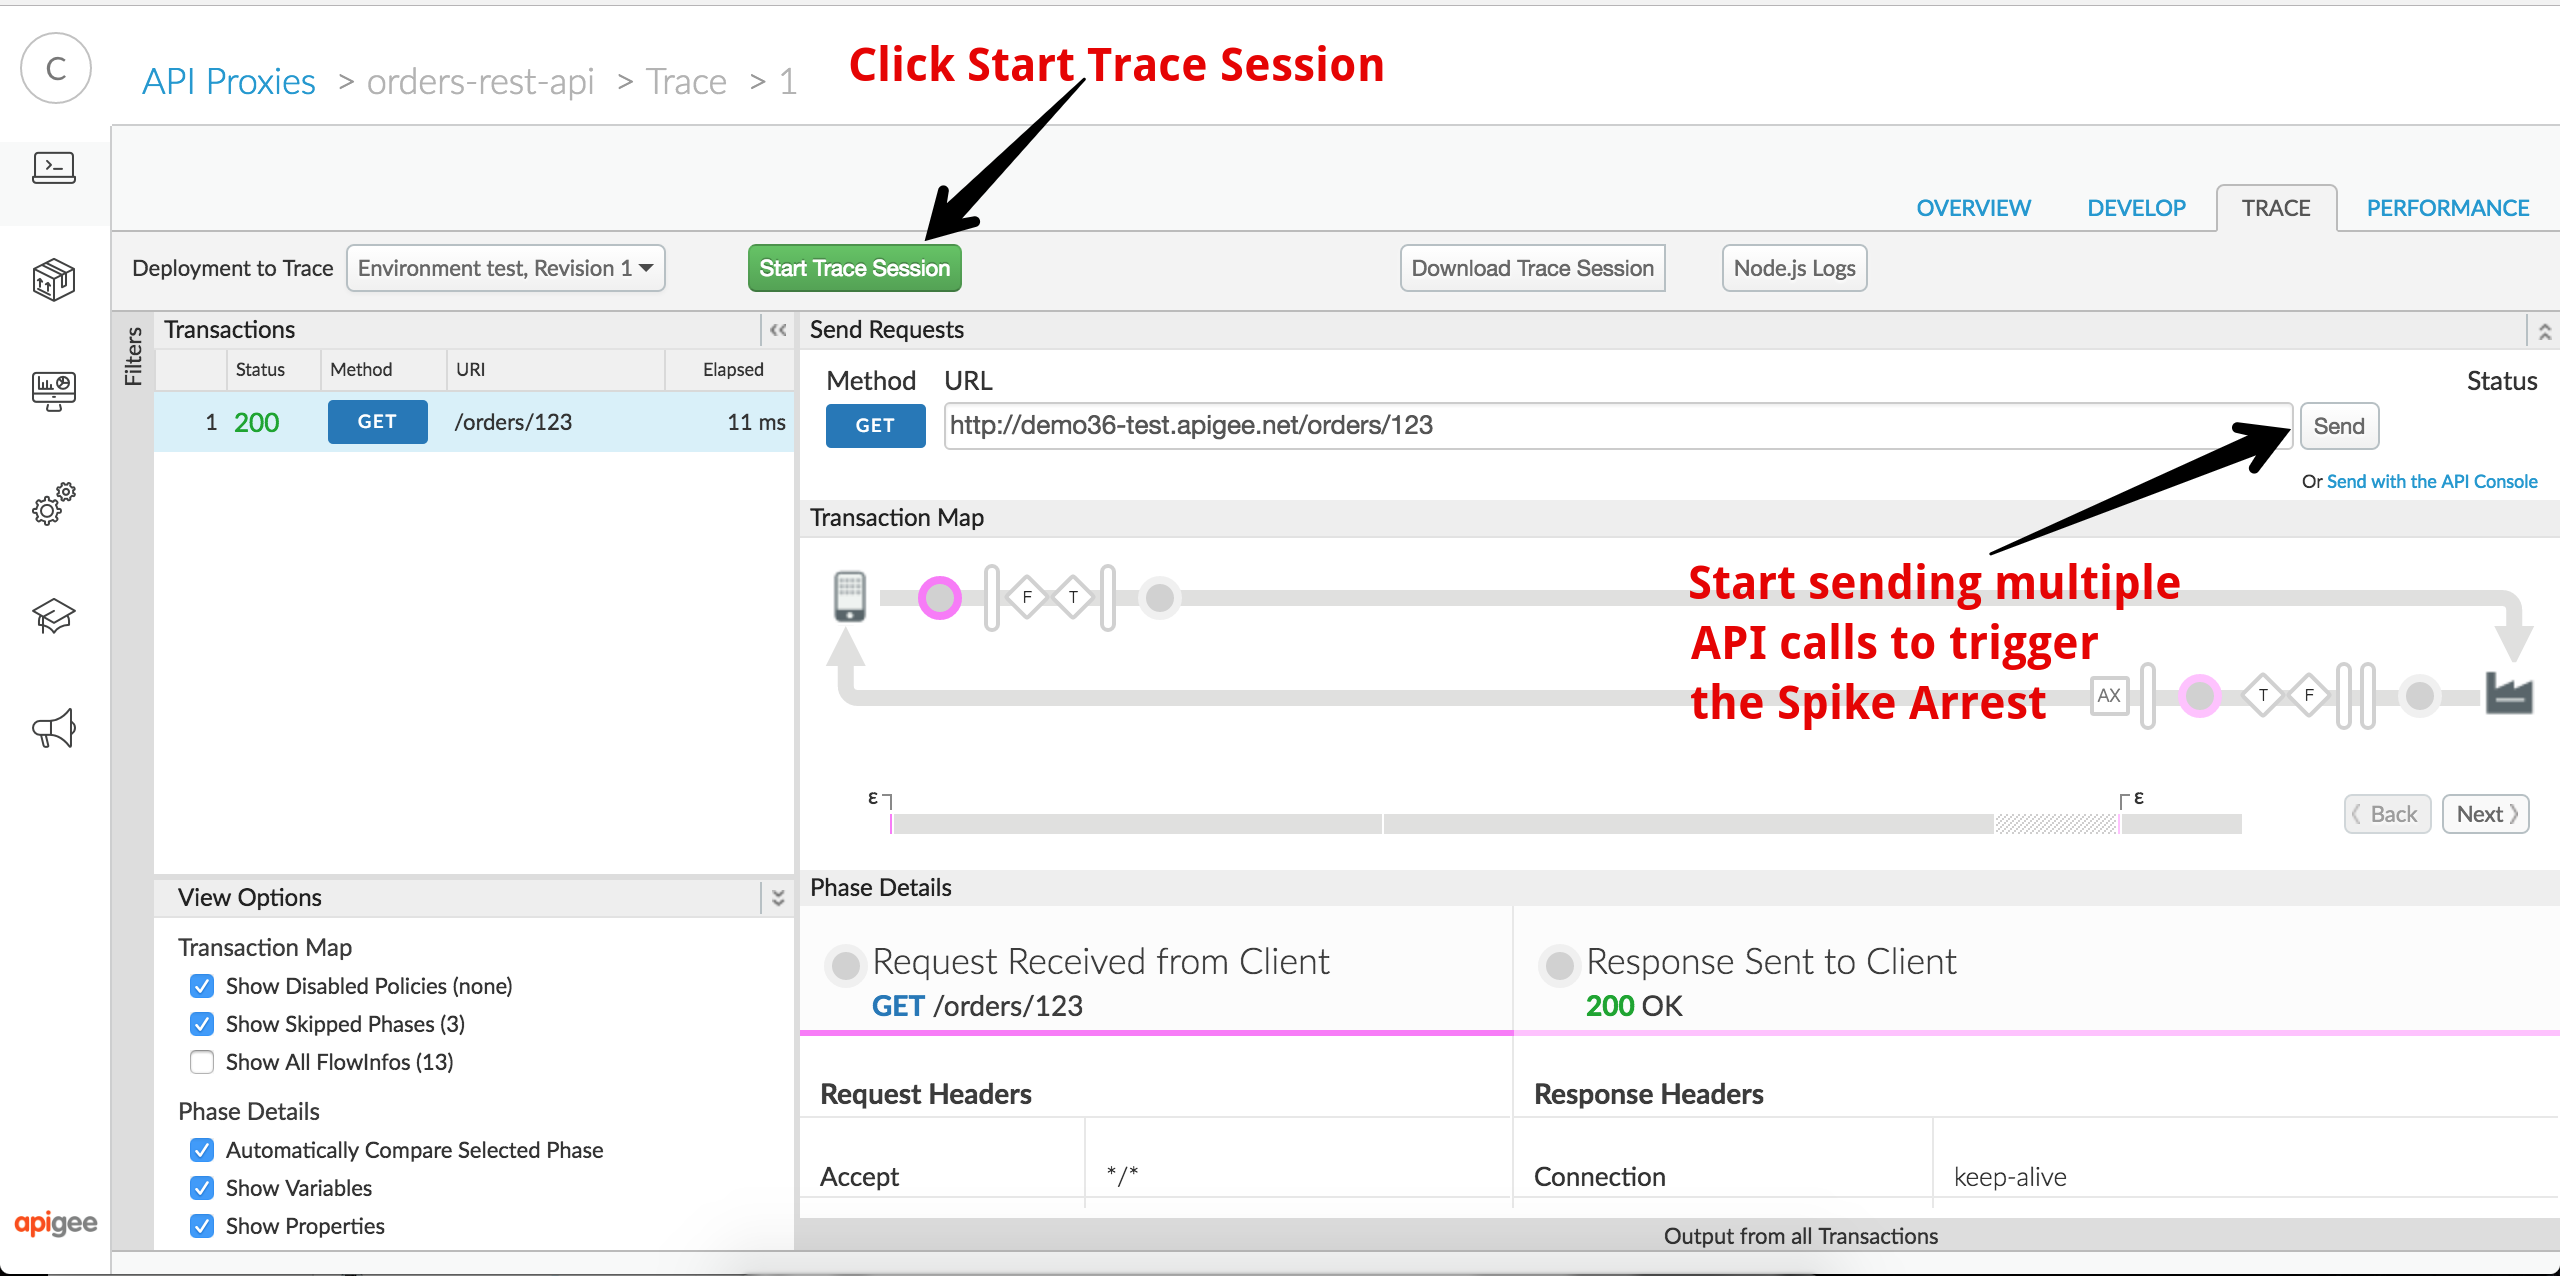 C
API Proxies > orders-rest-api > Trace > 1
Click Start Trace Session
OVERVIEW
DEVELOP
TRACE
PERFORMANCE
Deployment to Trace
Environment test, Revision 1
Start Trace Session
Download Trace Session
Node.js Logs
Filters
Transactions
Status Method URI Elapsed
1 200 GET /orders/123 11 ms
Send Requests
Method URL Status
GET http://demo36-test.apigee.net/orders/123 Send
Or Send with the API Console
Transaction Map
F T
Start sending multiple
API calls to trigger
the Spike Arrest
AX T F
ε ε
Back Next
View Options
Transaction Map
Show Disabled Policies (none)
Show Skipped Phases (3)
Show All FlowInfos (13)
Phase Details
Automatically Compare Selected Phase
Show Variables
Show Properties
Phase Details
Request Received from Client
GET /orders/123
Response Sent to Client
200 OK
Request Headers
Accept */*
Response Headers
Connection keep-alive
Output from all Transactions
apigee